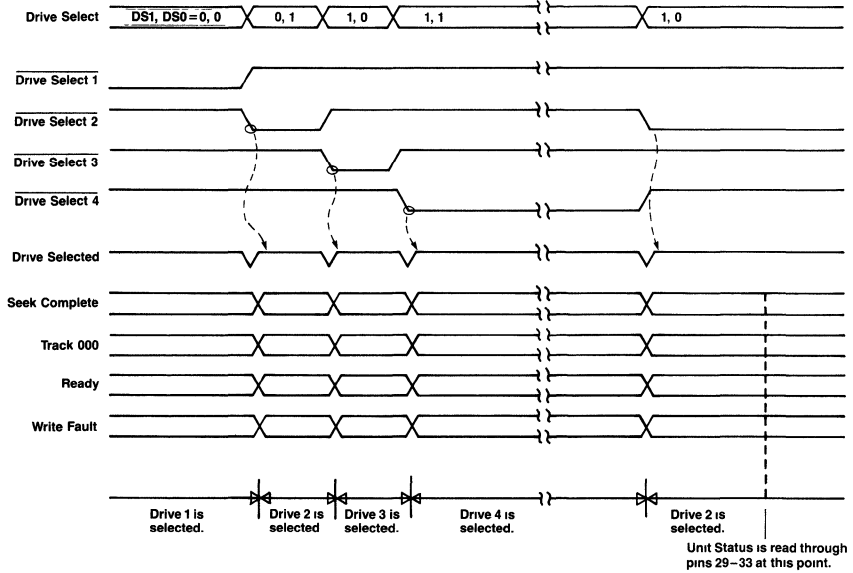 Drive Select
DS1, DS0 = 0, 0
0, 1
1, 0
1, 1
1, 0
Drive Select 1
Drive Select 2
Drive Select 3
Drive Select 4
Drive Selected
Seek Complete
Track 000
Ready
Write Fault
Drive 1 is
selected.
Drive 2 is
selected
Drive 3 is
selected.
Drive 4 is
selected.
Drive 2 is
selected.
Unit Status is read through
pins 29–33 at this point.